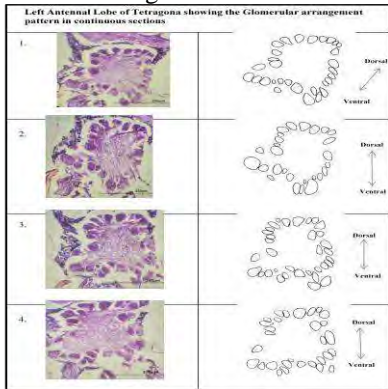 Left Antennal Lobe of Tetragona showing the Glomerular arrangement
pattern in continuous sections
1.
Dorsal
Ventral
2.
Dorsal
Ventral
3.
Dorsal
Ventral
4.
Dorsal
Ventral